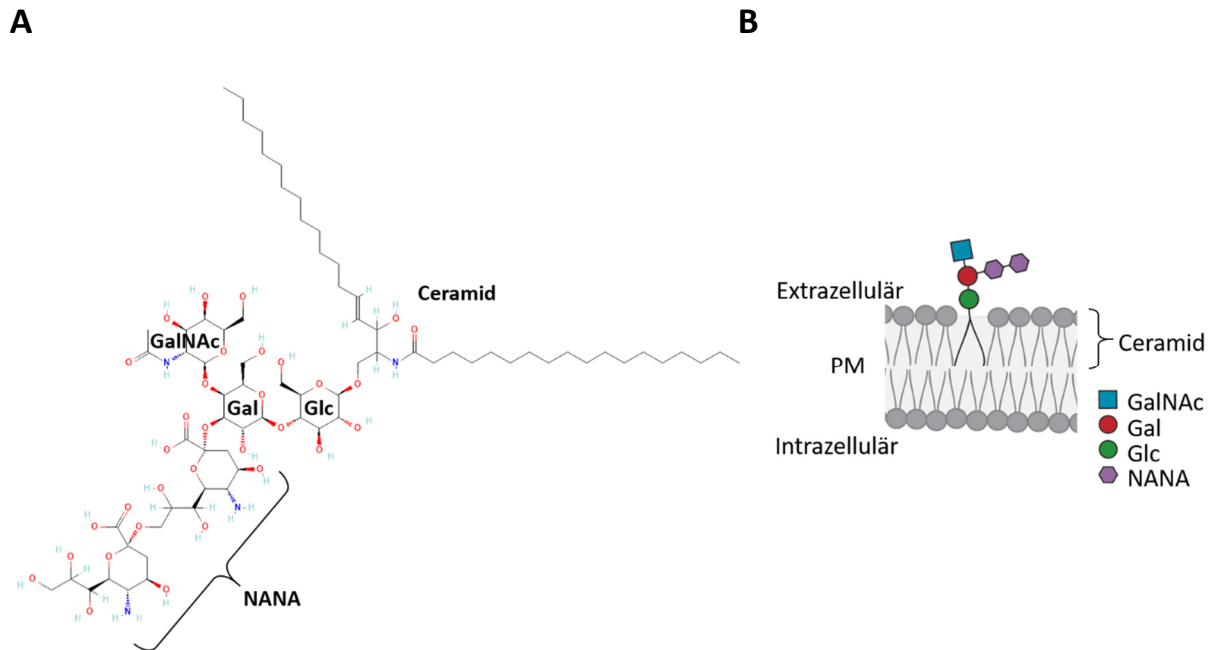 A
B
Ceramid
GalNAc
Gal
Glc
NANA
Extrazellulär
PM
Intrazellulär
Ceramid
GalNAc
Gal
Glc
NANA